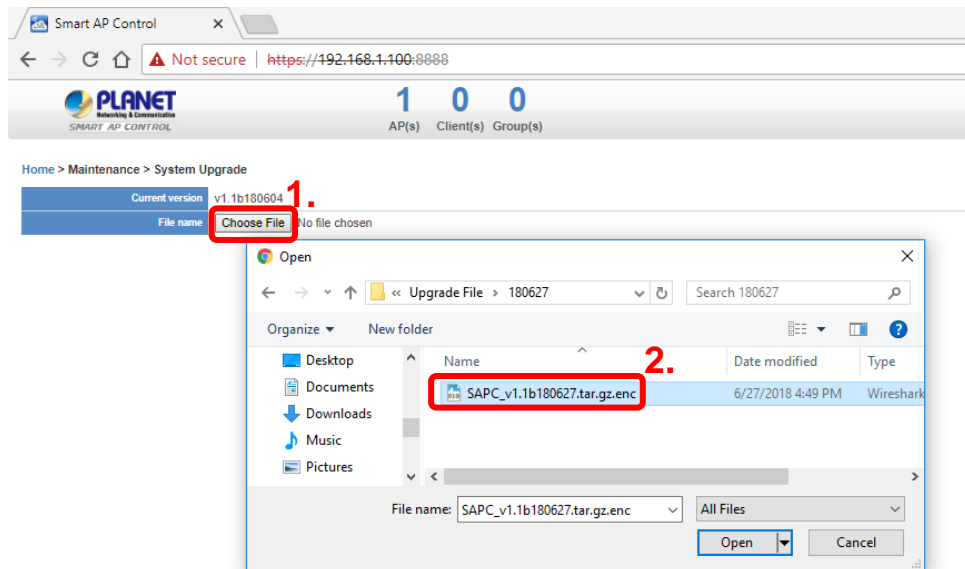 Smart AP Control
Not secure | https://192.168.1.100:8888
PLANET
Networking & Communication
SMART AP CONTROL
1 0 0
AP(s) Client(s) Group(s)
Home > Maintenance > System Upgrade
Current version v1.1b180604 1.
File name Choose File No file chosen
Open
« Upgrade File > 180627 Search 180627
Organize New folder
Desktop Name 2. Date modified Type
Documents SAPC_v1.1b180627.tar.gz.enc 6/27/2018 4:49 PM Wireshark
Downloads
Music
Pictures
File name: SAPC_v1.1b180627.tar.gz.enc All Files
Open Cancel